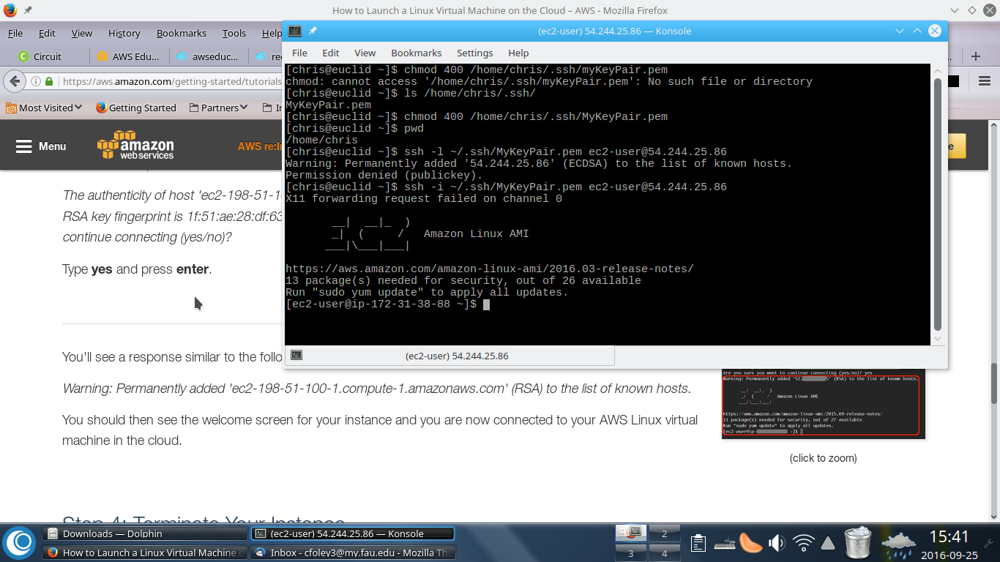 How to Launch a Linux Virtual Machine on the Cloud – AWS - Mozilla Firefox
File Edit View History Bookmarks Tools Help
(ec2-user) 54.244.25.86 — Konsole
Circuit
AWS Edu...
awseduc...
File Edit View Bookmarks Settings Help
https://aws.amazon.com/getting-started/tutorials
Most Visited
Getting Started
Partners
Menu
amazon
web services
AWS re:I
[chris@euclid ~]$ chmod 400 /home/chris/.ssh/myKeyPair.pem
chmod: cannot access '/home/chris/.ssh/myKeyPair.pem': No such file or directory
[chris@euclid ~]$ ls /home/chris/.ssh/
MyKeyPair.pem
[chris@euclid ~]$ chmod 400 /home/chris/.ssh/MyKeyPair.pem
[chris@euclid ~]$ pwd
/home/chris
[chris@euclid ~]$ ssh -l ~/.ssh/MyKeyPair.pem ec2-user@54.244.25.86
Warning: Permanently added '54.244.25.86' (ECDSA) to the list of known hosts.
Permission denied (publickey).
[chris@euclid ~]$ ssh -i ~/.ssh/MyKeyPair.pem ec2-user@54.244.25.86
X11 forwarding request failed on channel 0
       __|  __|_  )
       _|  (     /   Amazon Linux AMI
      ___|\___|___|
https://aws.amazon.com/amazon-linux-ami/2016.03-release-notes/
13 package(s) needed for security, out of 26 available
Run "sudo yum update" to apply all updates.
[ec2-user@ip-172-31-38-88 ~]$
(ec2-user) 54.244.25.86
The authenticity of host 'ec2-198-51-1
RSA key fingerprint is 1f:51:ae:28:df:63
continue connecting (yes/no)?
Type yes and press enter.
You'll see a response similar to the follo
Warning: Permanently added 'ec2-198-51-100-1.compute-1.amazonaws.com' (RSA) to the list of known hosts.
You should then see the welcome screen for your instance and you are now connected to your AWS Linux virtual
machine in the cloud.
Are you sure you want to continue connecting (yes/no)? yes
Warning: Permanently added '52. 5' (RSA) to the list of known hosts.
       __|  __|_  )
       _|  (     /   Amazon Linux AMI
      ___|\___|___|
https://aws.amazon.com/amazon-linux-ami/2015.09-release-notes/
11 package(s) needed for security, out of 27 available
Run "sudo yum update" to apply all updates.
[ec2-user@ip- ~]$
(click to zoom)
Step 4: Terminate Your Instance
Downloads — Dolphin
(ec2-user) 54.244.25.86 — Konsole
How to Launch a Linux Virtual Machine
Inbox - cfoley3@my.fau.edu - Mozilla Th
2
3
4
15:41
2016-09-25